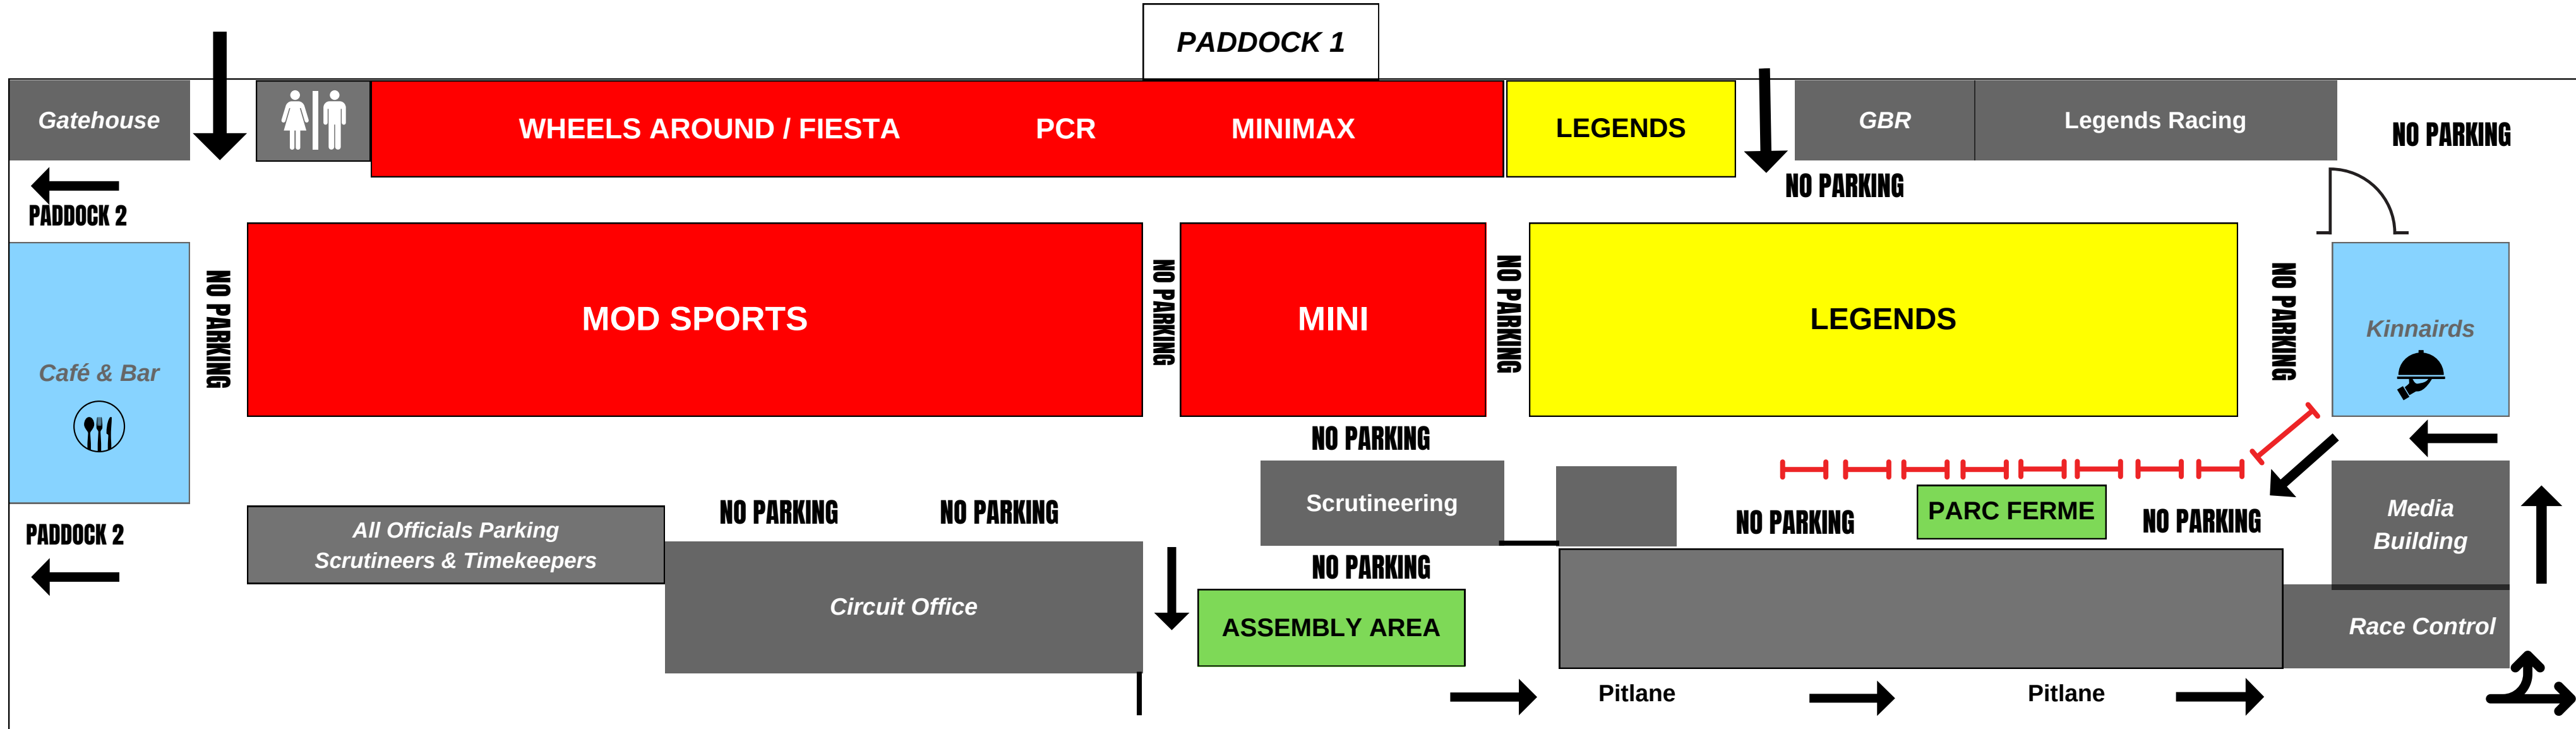 PADDOCK 1
Gatehouse
WHEELS AROUND / FIESTA
PCR
MINIMAX
LEGENDS
GBR
Legends Racing
NO PARKING
NO PARKING
PADDOCK 2
Café & Bar
NO PARKING
MOD SPORTS
NO PARKING
MINI
NO PARKING
LEGENDS
NO PARKING
Kinnairds
NO PARKING
PADDOCK 2
All Officials Parking
Scrutineers & Timekeepers
NO PARKING
NO PARKING
Circuit Office
Scrutineering
NO PARKING
ASSEMBLY AREA
NO PARKING
PARC FERME
NO PARKING
Media
Building
Race Control
Pitlane
Pitlane